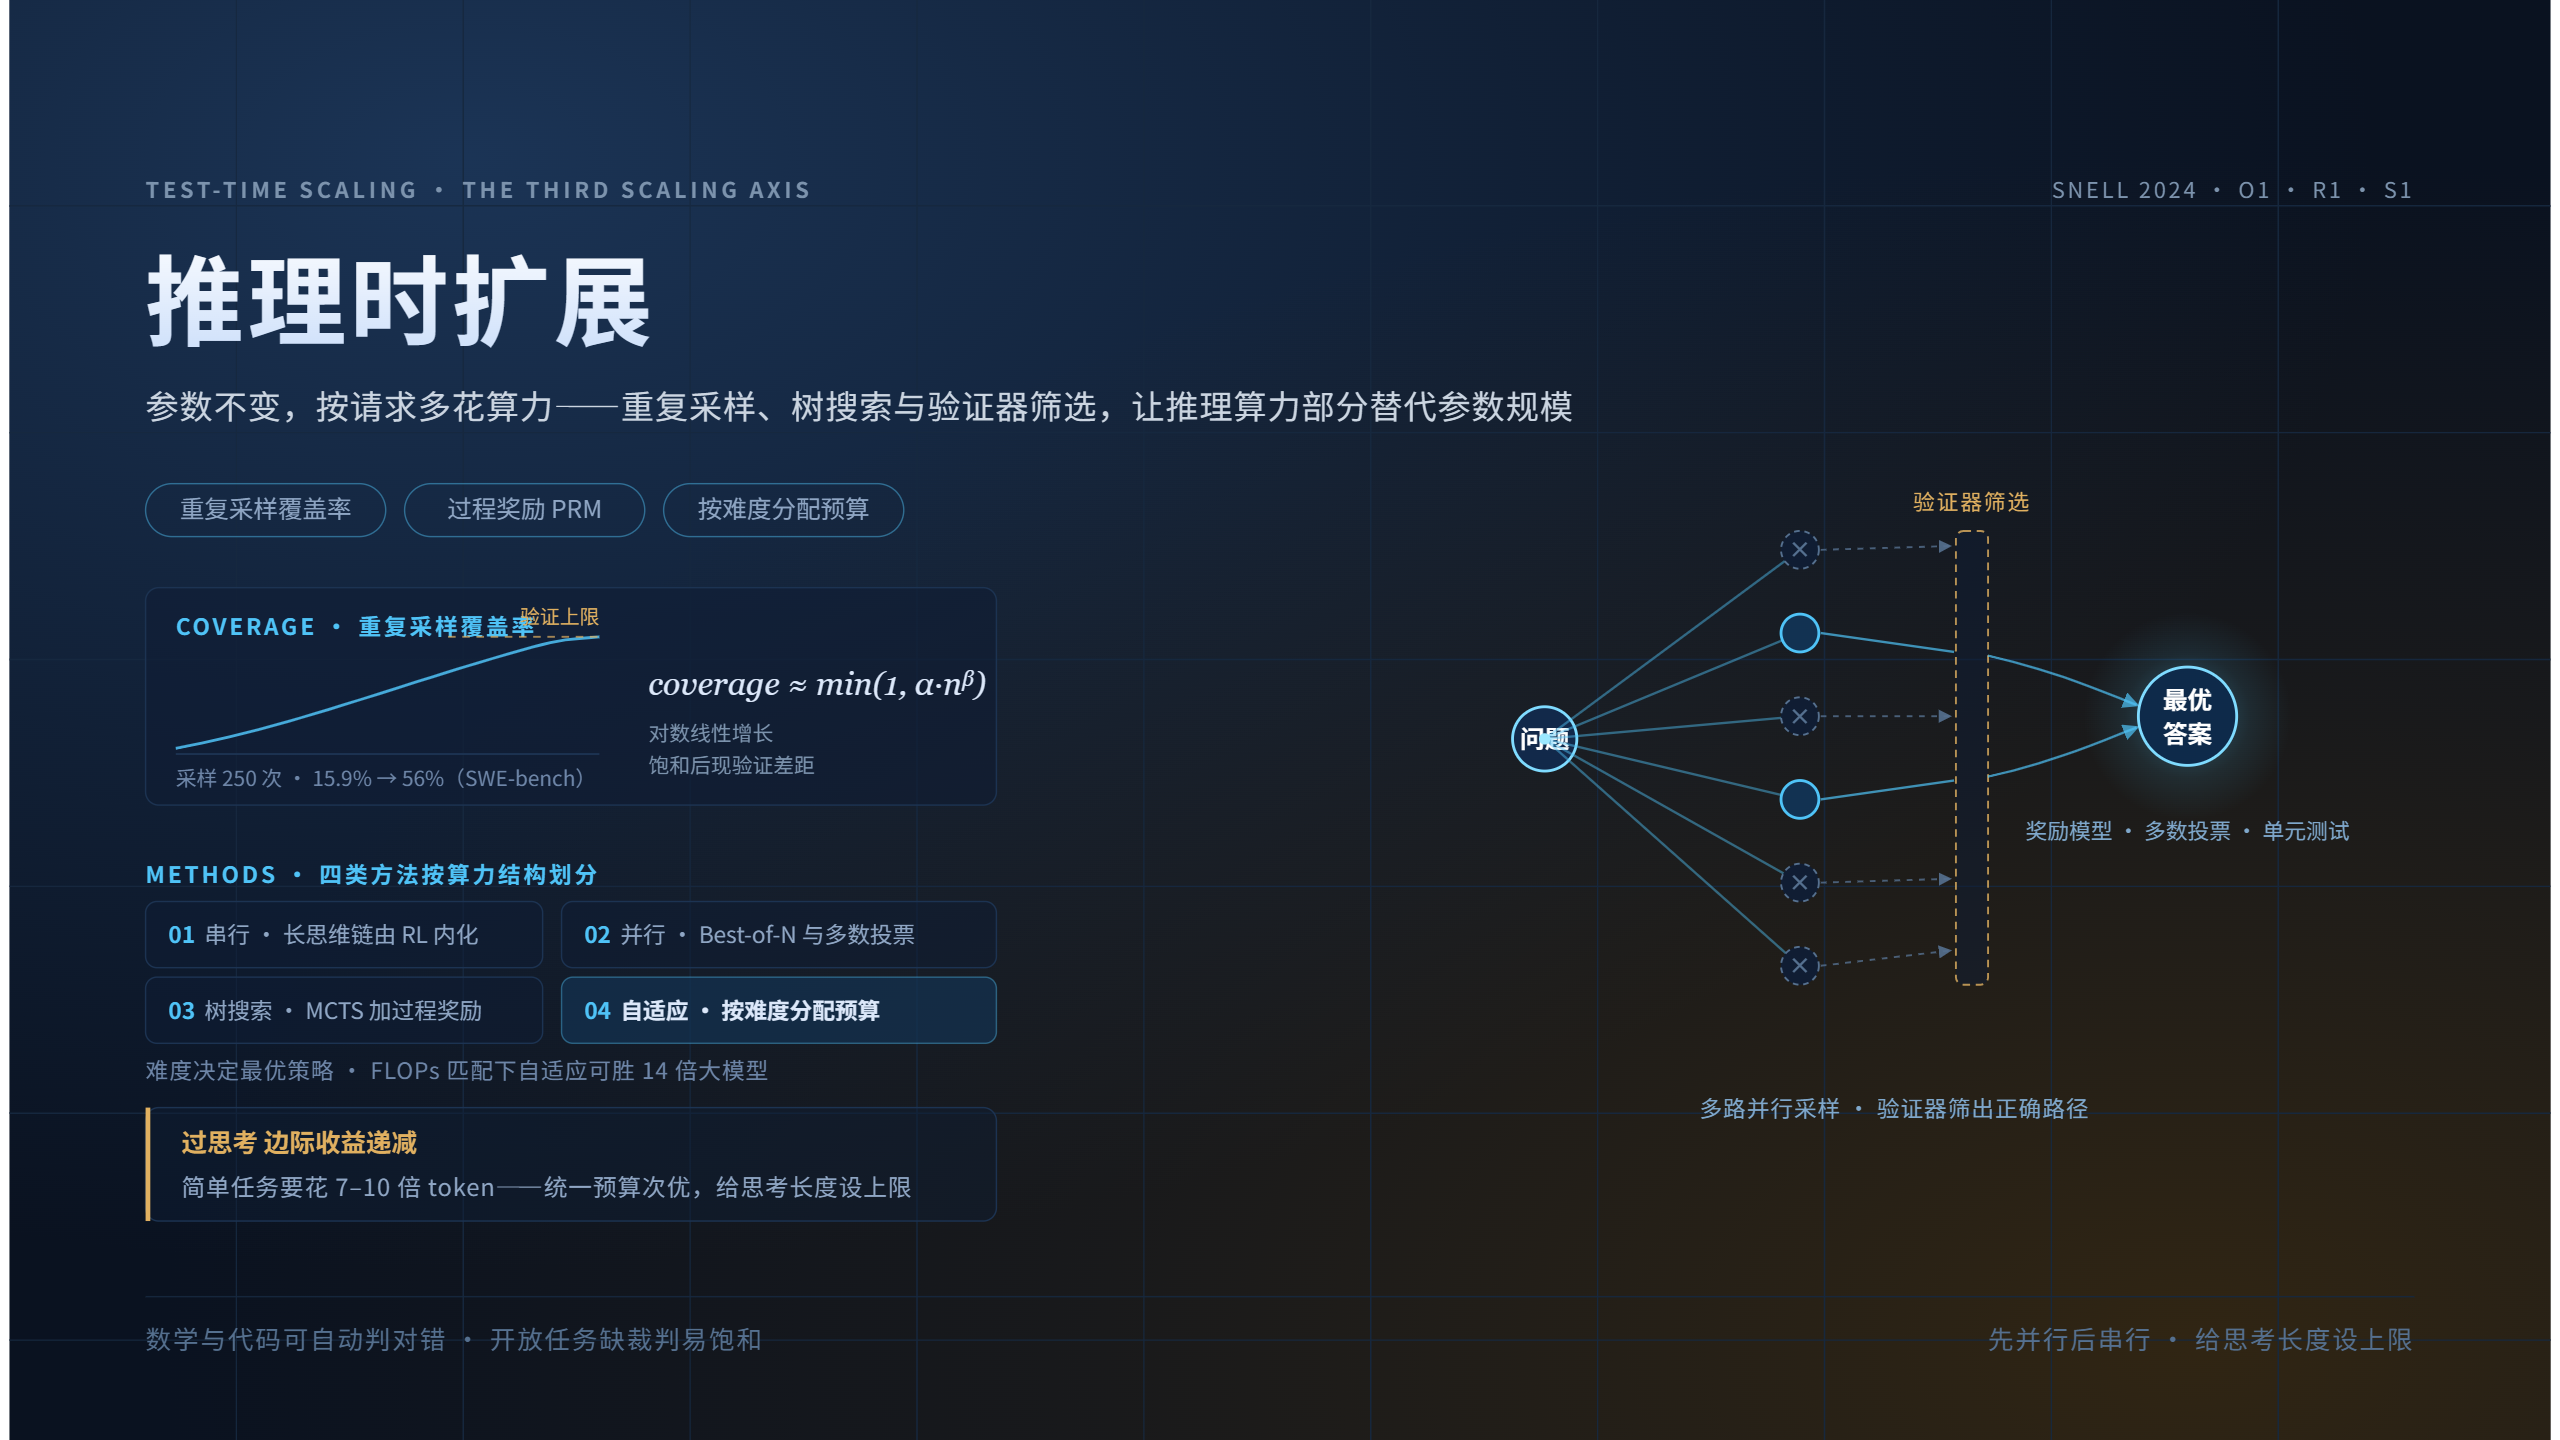 TEST-TIME SCALING · THE THIRD SCALING AXIS
SNELL 2024 · O1 · R1 · S1
推理时扩展
参数不变，按请求多花算力——重复采样、树搜索与验证器筛选，让推理算力部分替代参数规模
重复采样覆盖率
过程奖励 PRM
按难度分配预算
COVERAGE · 重复采样覆盖率
验证上限
coverage ≈ min(1, α·nᵝ)
对数线性增长
饱和后现验证差距
采样 250 次 · 15.9% → 56%（SWE-bench）
METHODS · 四类方法按算力结构划分
01 串行 · 长思维链由 RL 内化
02 并行 · Best-of-N 与多数投票
03 树搜索 · MCTS 加过程奖励
04 自适应 · 按难度分配预算
难度决定最优策略 · FLOPs 匹配下自适应可胜 14 倍大模型
过思考 边际收益递减
简单任务要花 7–10 倍 token——统一预算次优，给思考长度设上限
验证器筛选
问题
最优
答案
奖励模型 · 多数投票 · 单元测试
多路并行采样 · 验证器筛出正确路径
数学与代码可自动判对错 · 开放任务缺裁判易饱和
先并行后串行 · 给思考长度设上限